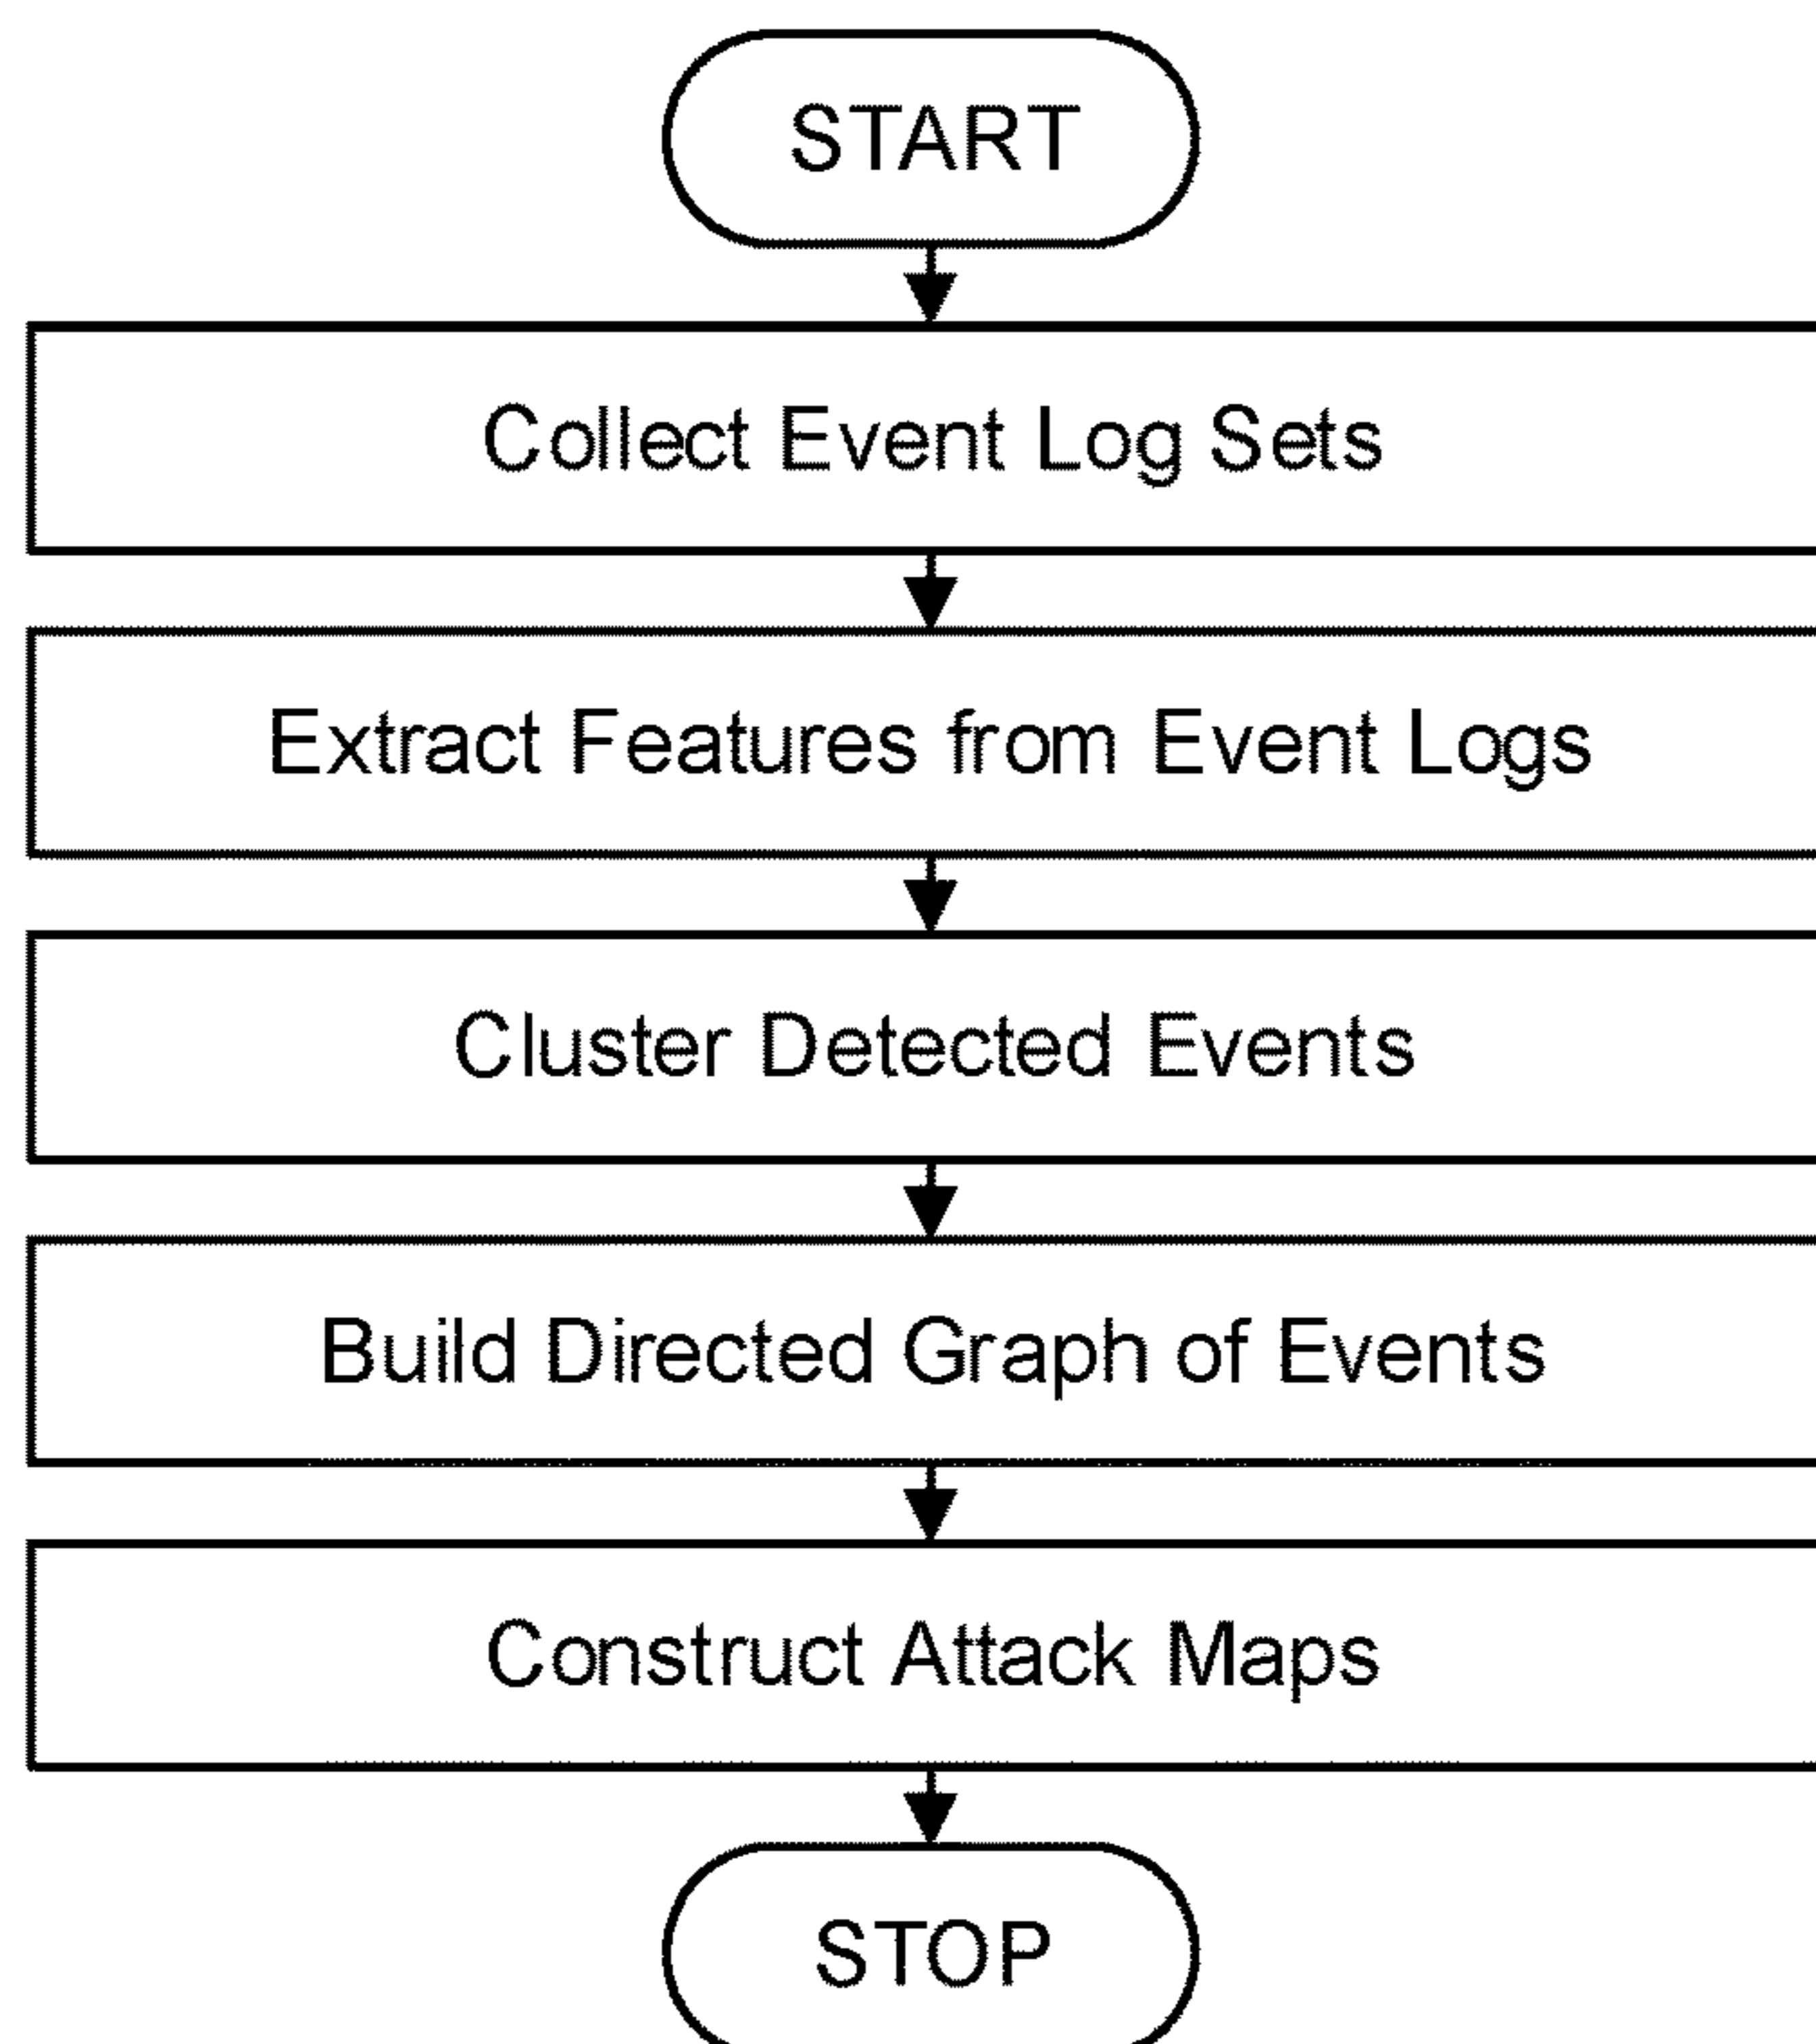 START
Collect Event Log Sets
Extract Features from Event Logs
Cluster Detected Events
Build Directed Graph of Events
Construct Attack Maps
STOP